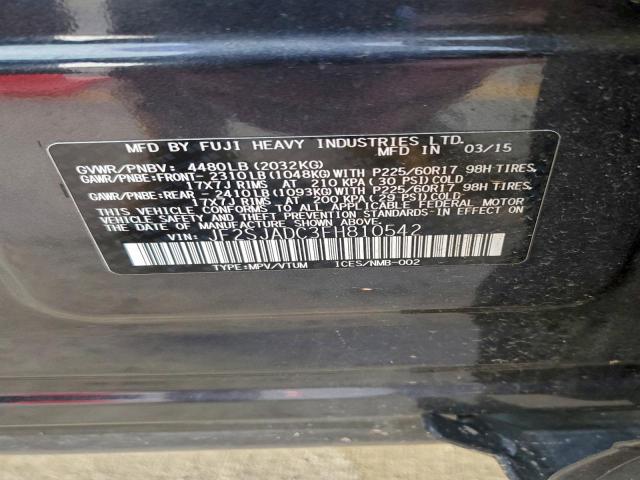 MFD BY FUJI HEAVY INDUSTRIES LTD.
MFD IN 03/15
GVWR/PNBV: 4480LB(2032KG)
GAWR/PNBE:FRONT-2310LB(1048KG)WITH P225/60R17 98H TIRES,
17X7J RIMS AT 210 KPA(30 PSI)COLD
GAWR/PNBE:REAR -2410LB(1093KG)WITH P225/60R17 98H TIRES,
17X7J RIMS AT 200 KPA(29 PSI)COLD
THIS VEHICLE CONFORMS TO ALL APPLICABLE FEDERAL MOTOR
VEHICLE SAFETY AND THEFT PREVENTION STANDARDS IN EFFECT
ON THE DATE OF MANUFACTURE SHOWN ABOVE.
VIN: JF2SJADC3FH810542
TYPE:MPV/VTUM ICES/NMB-002